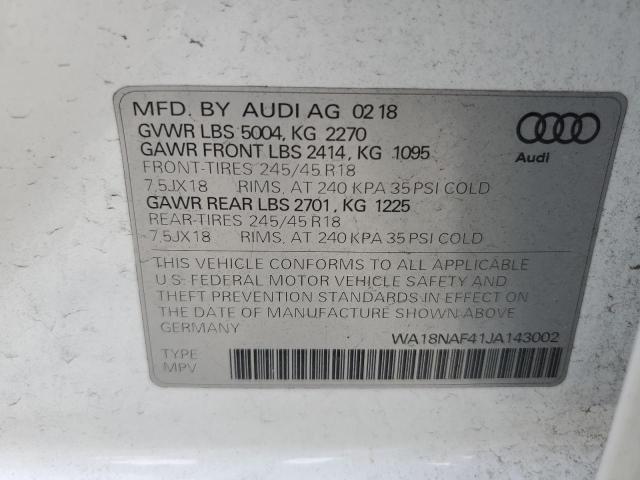 MFD. BY AUDI AG 02 18
GVWR LBS 5004, KG 2270
GAWR FRONT LBS 2414, KG 1095
FRONT-TIRES 245/45 R18
7,5JX18 RIMS, AT 240 KPA 35 PSI COLD
GAWR REAR LBS 2701, KG 1225
REAR-TIRES 245/45 R18
7,5JX18 RIMS, AT 240 KPA 35 PSI COLD
Audi
THIS VEHICLE CONFORMS TO ALL APPLICABLE
U.S. FEDERAL MOTOR VEHICLE SAFETY AND
THEFT PREVENTION STANDARDS IN EFFECT ON
THE DATE OF MANUFACTURE SHOWN ABOVE.
GERMANY
WA18NAF41JA143002
TYPE
MPV